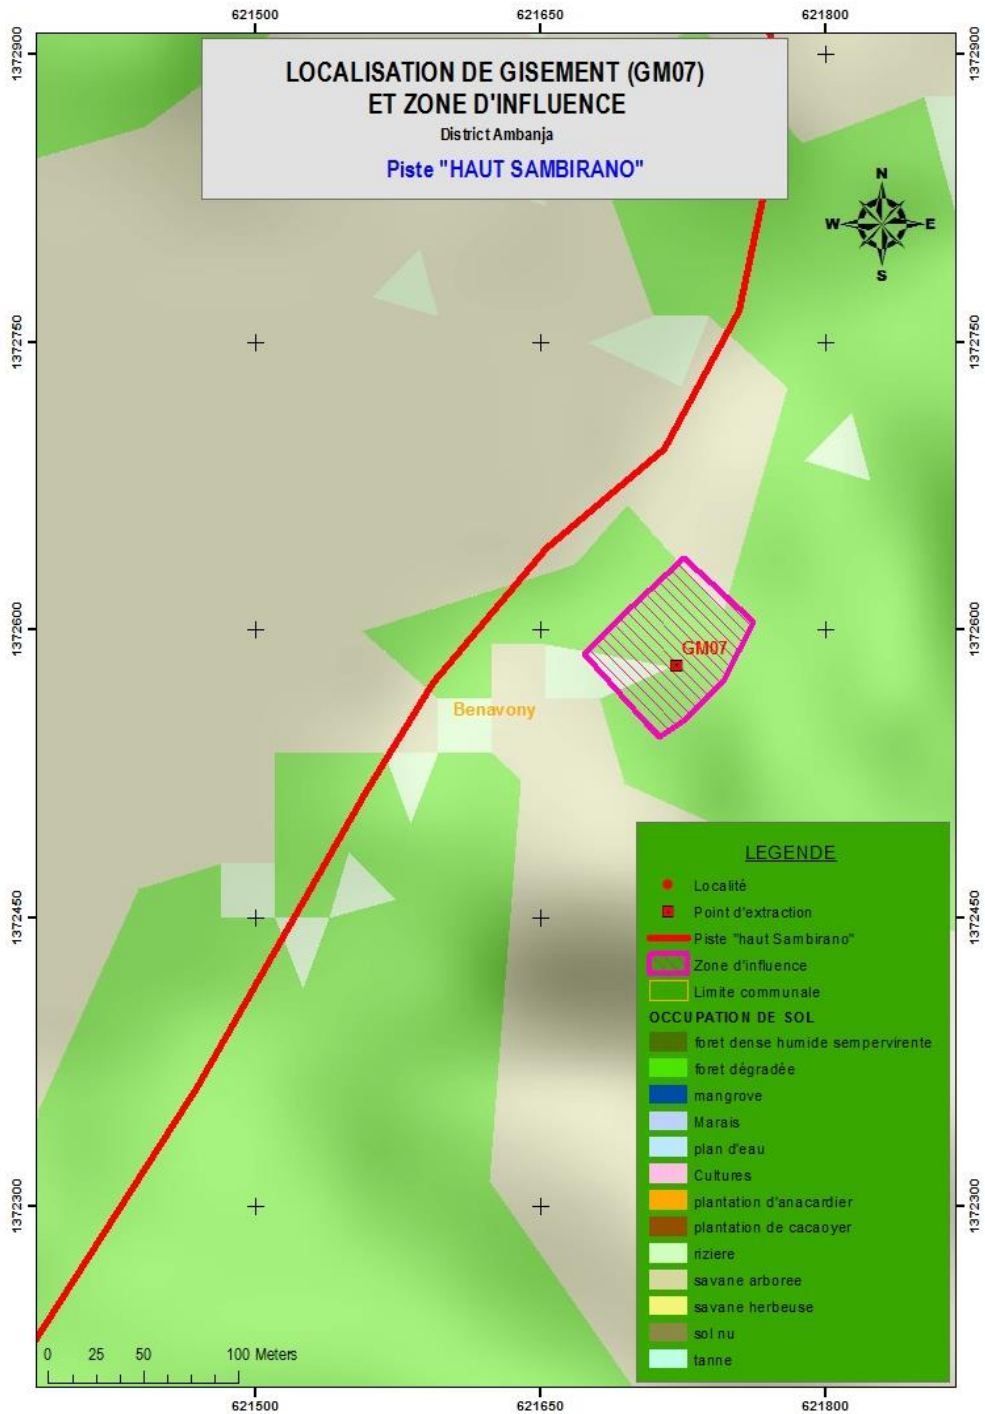 621500
621650
621800
1372900
1372900
LOCALISATION DE GISEMENT (GM07)
ET ZONE D'INFLUENCE
District Ambanja
Piste "HAUT SAMBIRANO"
N
W
E
S
1372750
1372750
1372600
1372600
GM07
Benavony
1372450
1372450
LEGENDE
Localité
Point d'extraction
Piste "haut Sambirano"
Zone d'influence
Limite communale
OCCUPATION DE SOL
foret dense humide sempervirente
foret dégradée
mangrove
Marais
plan d'eau
Cultures
plantation d'anacardier
plantation de cacaoyer
riziere
savane arboree
savane herbeuse
sol nu
tanne
1372300
1372300
0 25 50 100 Meters
621500
621650
621800